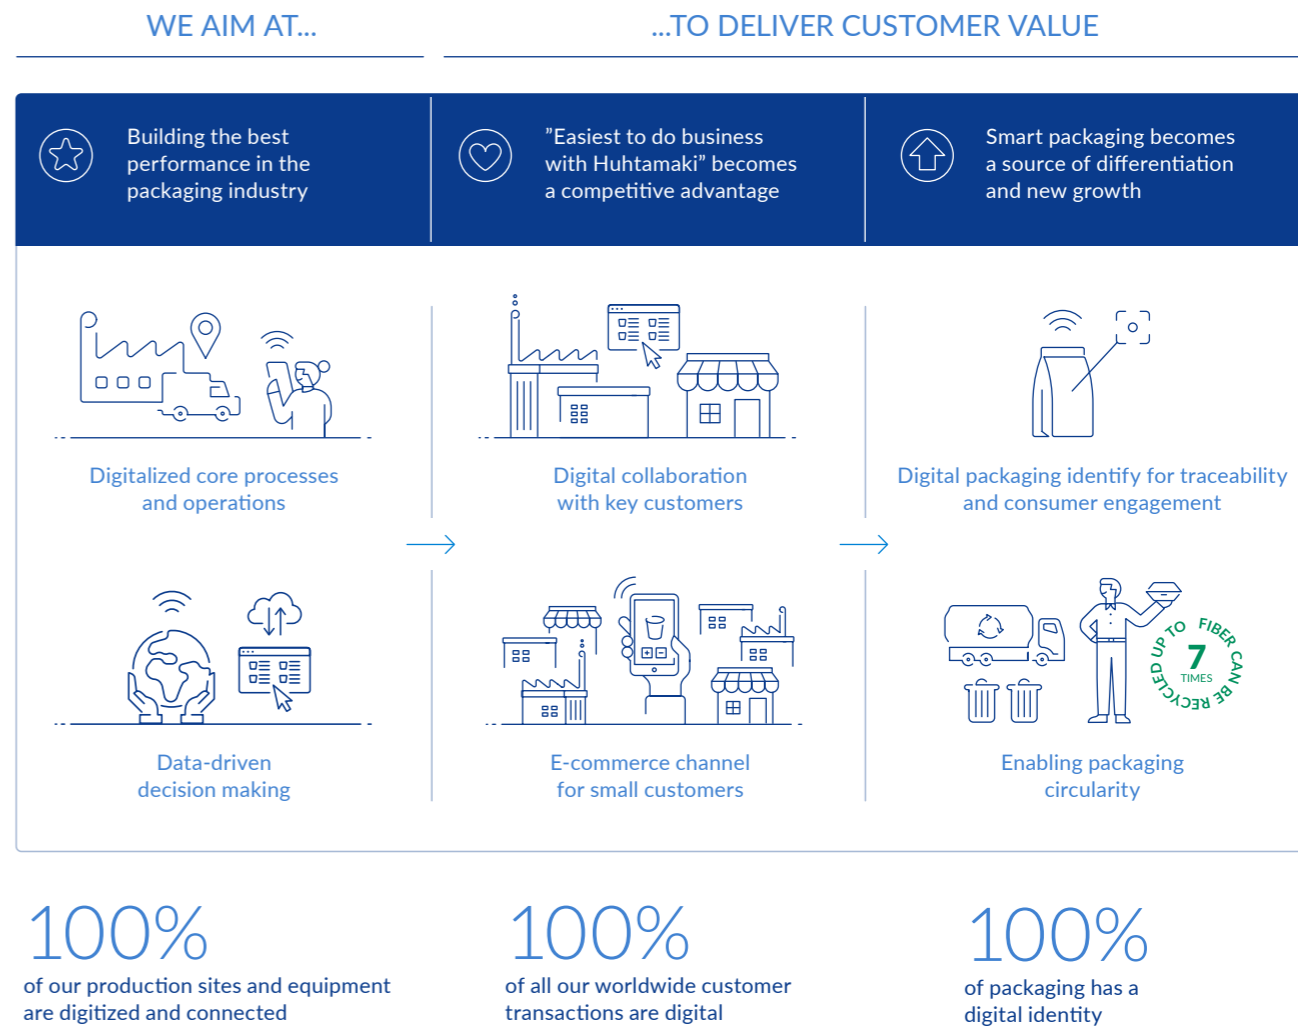 WE AIM AT...
...TO DELIVER CUSTOMER VALUE
Building the best
performance in the
packaging industry
”Easiest to do business
with Huhtamaki” becomes
a competitive advantage
Smart packaging becomes
a source of differentiation
and new growth
Digitalized core processes
and operations
Digital collaboration
with key customers
Digital packaging identify for traceability
and consumer engagement
FIBER CAN BE RECYCLED UP TO
7
TIMES
Data-driven
decision making
E-commerce channel
for small customers
Enabling packaging
circularity
100%
of our production sites and equipment
are digitized and connected
100%
of all our worldwide customer
transactions are digital
100%
of packaging has a
digital identity